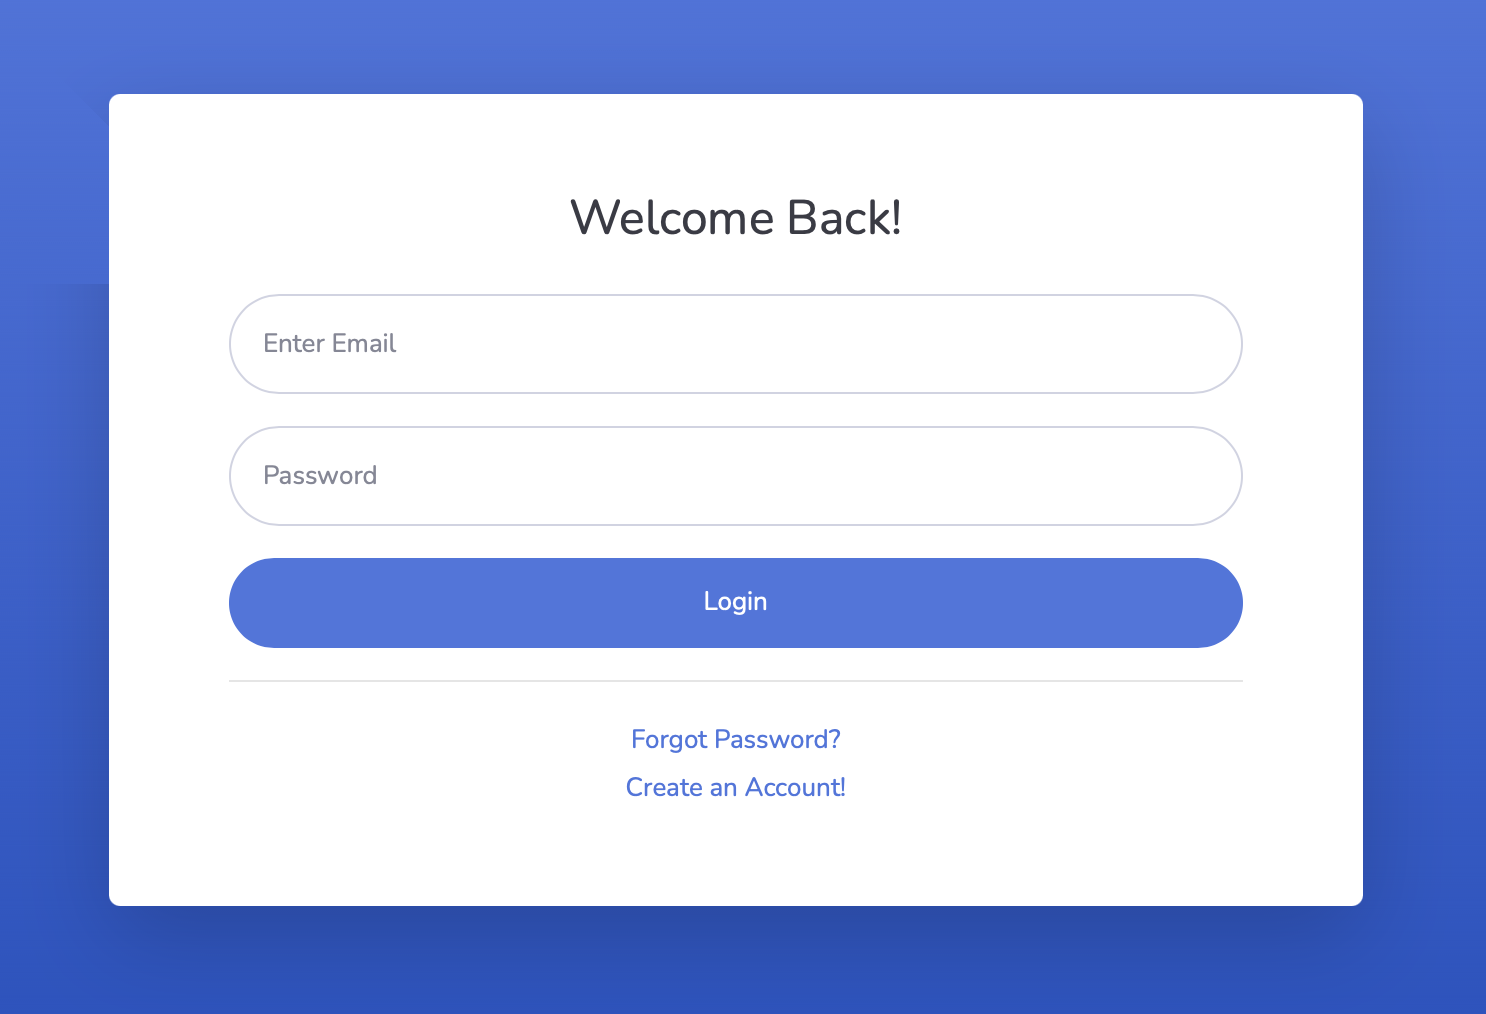 Welcome Back!
Enter Email
Password
Login
Forgot Password?
Create an Account!